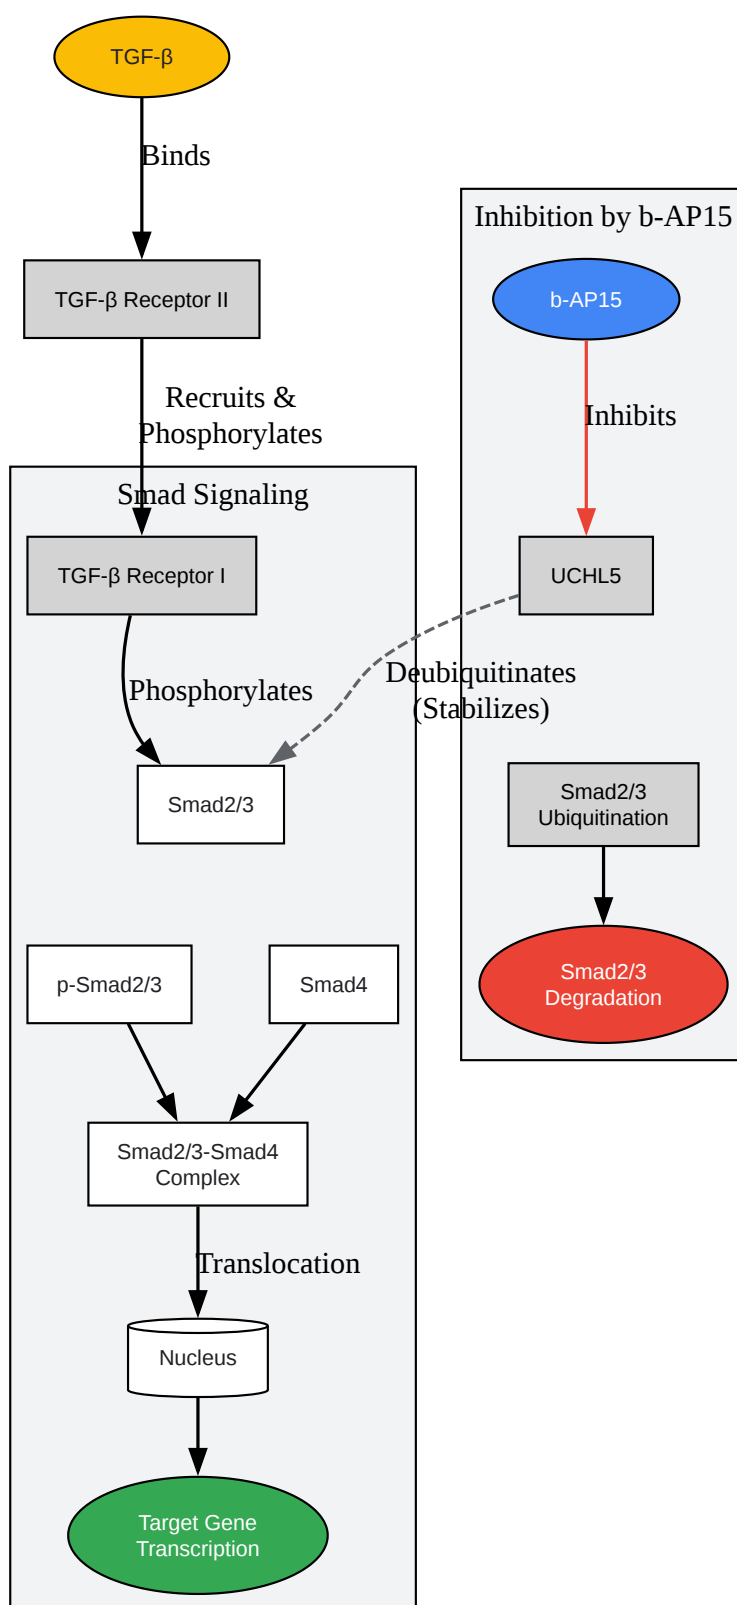 TGF-β
Binds
TGF-β Receptor II
Recruits &
Phosphorylates
Smad Signaling
TGF-β Receptor I
Phosphorylates
Smad2/3
p-Smad2/3
Smad4
Smad2/3-Smad4
Complex
Translocation
Nucleus
Target Gene
Transcription
Inhibition by b-AP15
b-AP15
Inhibits
UCHL5
Deubiquitinates
(Stabilizes)
Smad2/3
Ubiquitination
Smad2/3
Degradation